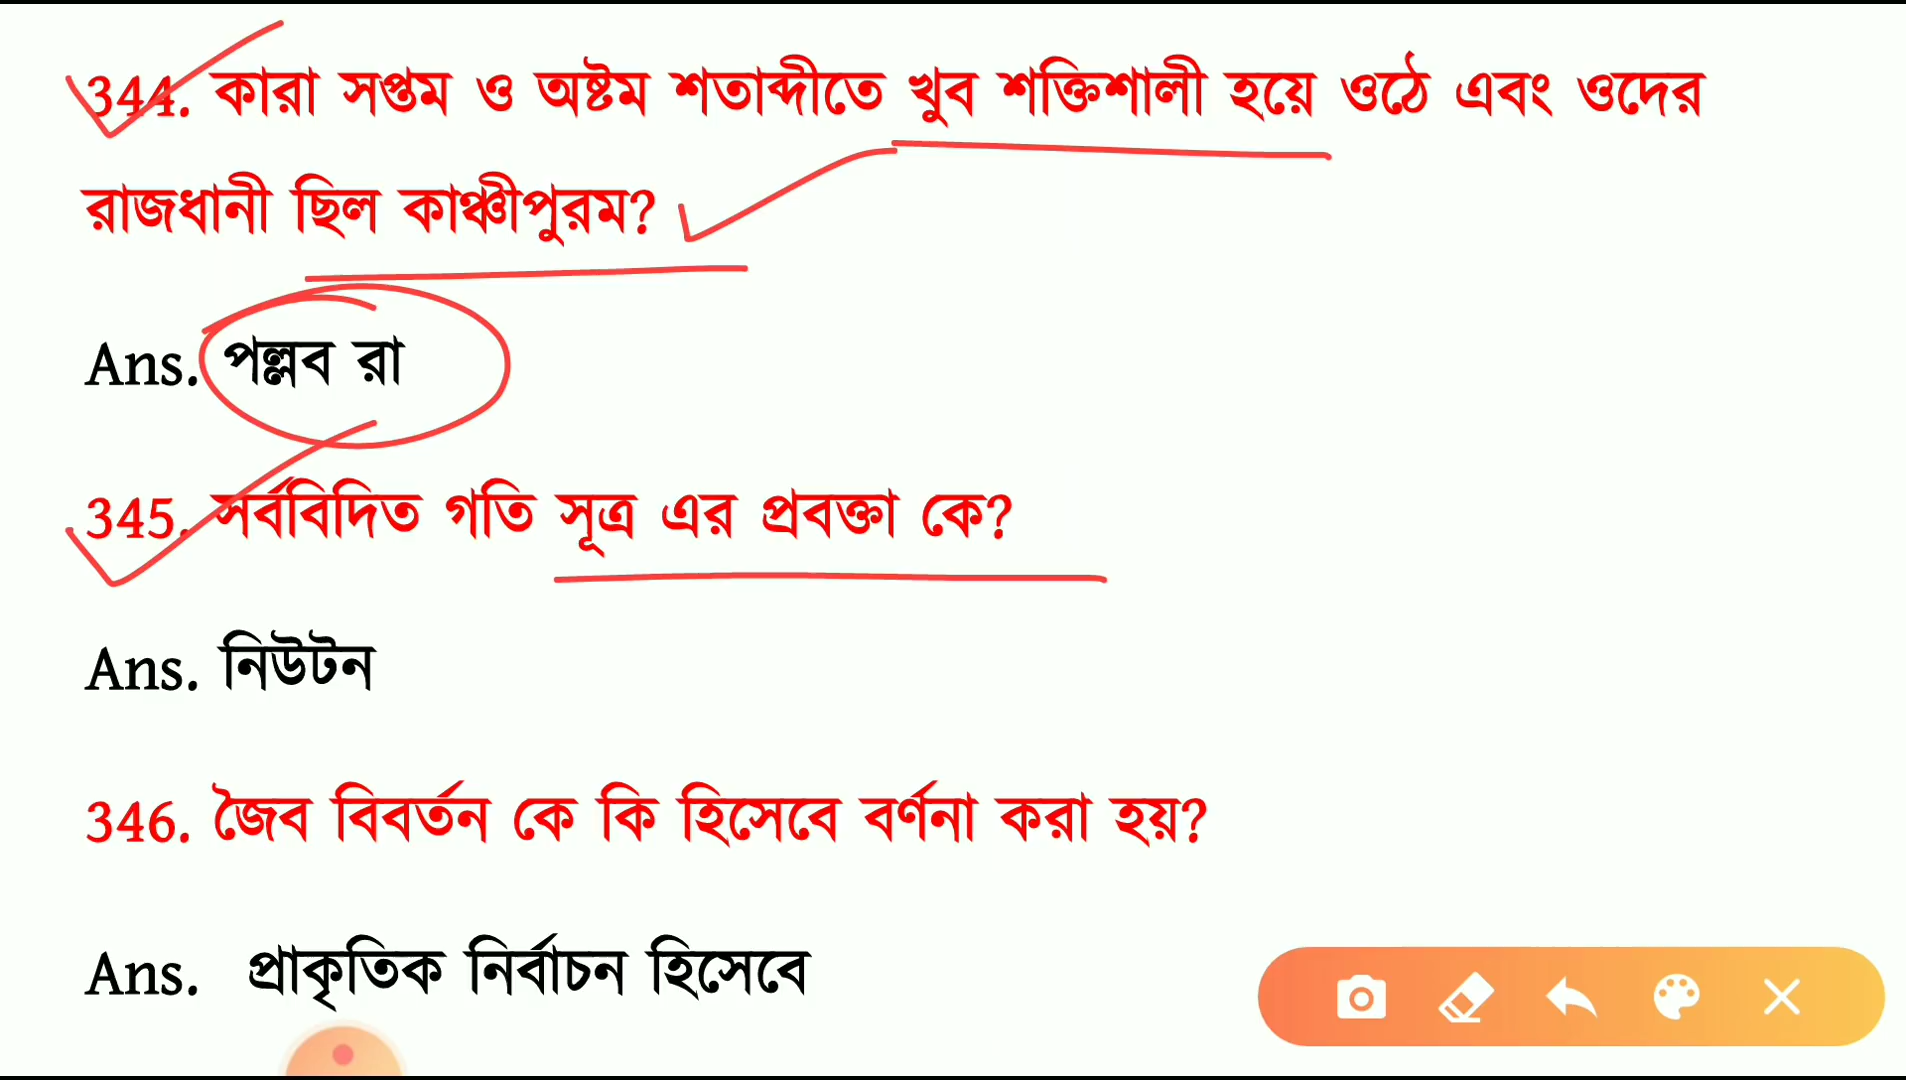 344. কারা সপ্তম ও অষ্টম শতাব্দীতে খুব শক্তিশালী হয়ে ওঠে এবং ওদের
রাজধানী ছিল কাঞ্চীপুরম?
Ans. পল্লব রা
345. সর্ববিদিত গতি সূত্র এর প্রবক্তা কে?
Ans. নিউটন
346. জৈব বিবর্তন কে কি হিসেবে বর্ণনা করা হয়?
Ans. প্রাকৃতিক নির্বাচন হিসেবে